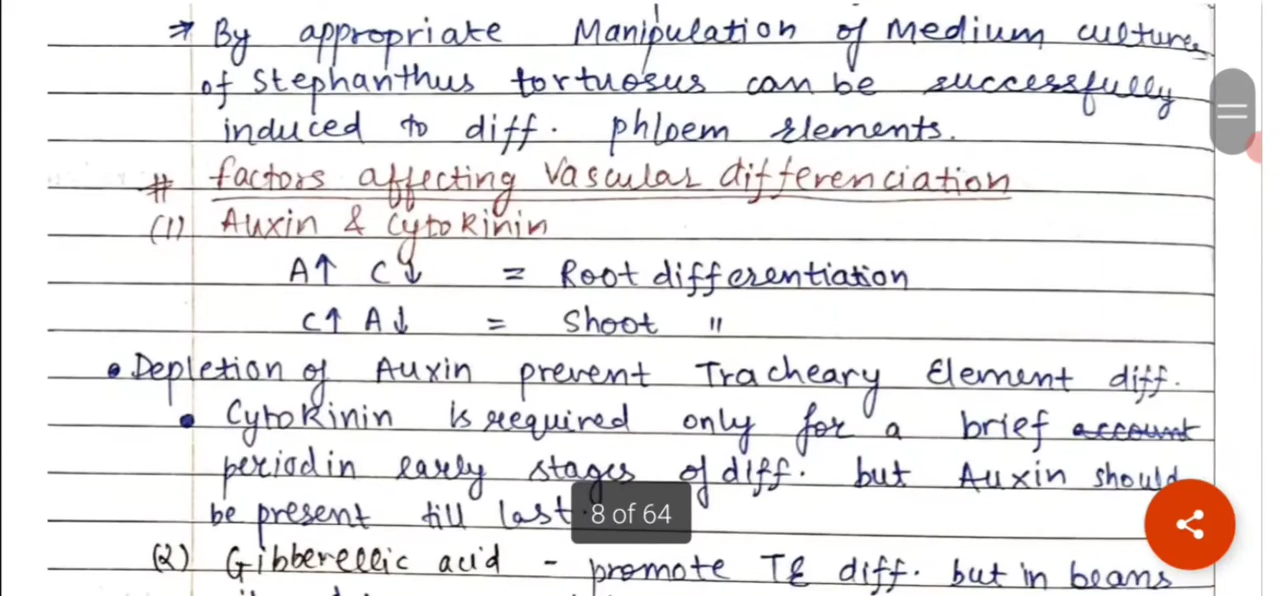 ⇒ By appropriate Manipulation of Medium cultures
of Stephanthus tortuosus can be successfully
induced to diff. phloem elements.
# factors affecting Vascular differenciation
(1) Auxin & Cytokinin
A↑ C↓ = Root differentiation
C↑ A↓ = Shoot "
• Depletion of Auxin prevent Tracheary Element diff.
• Cytokinin is required only for a brief account
period in early stages of diff. but Auxin should
be present till last.
8 of 64
(2) Gibberellic acid - promote TE diff. but in beans